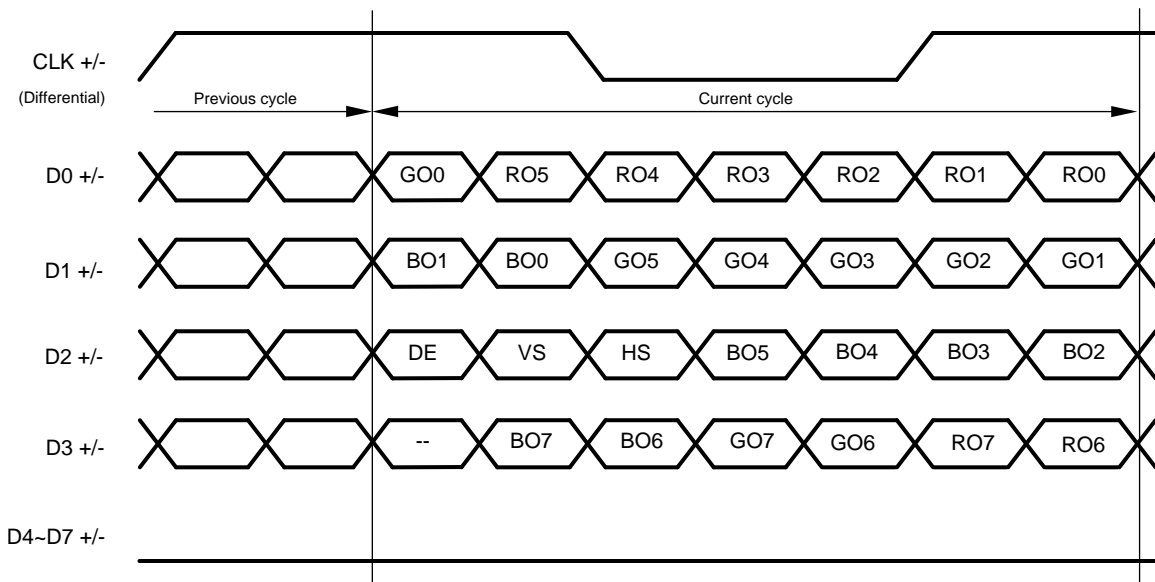 CLK +/-
(Differential)
Previous cycle
Current cycle
D0 +/-
GO0 RO5 RO4 RO3 RO2 RO1 RO0
D1 +/-
BO1 BO0 GO5 GO4 GO3 GO2 GO1
D2 +/-
DE VS HS BO5 BO4 BO3 BO2
D3 +/-
-- BO7 BO6 GO7 GO6 RO7 RO6
D4~D7 +/-